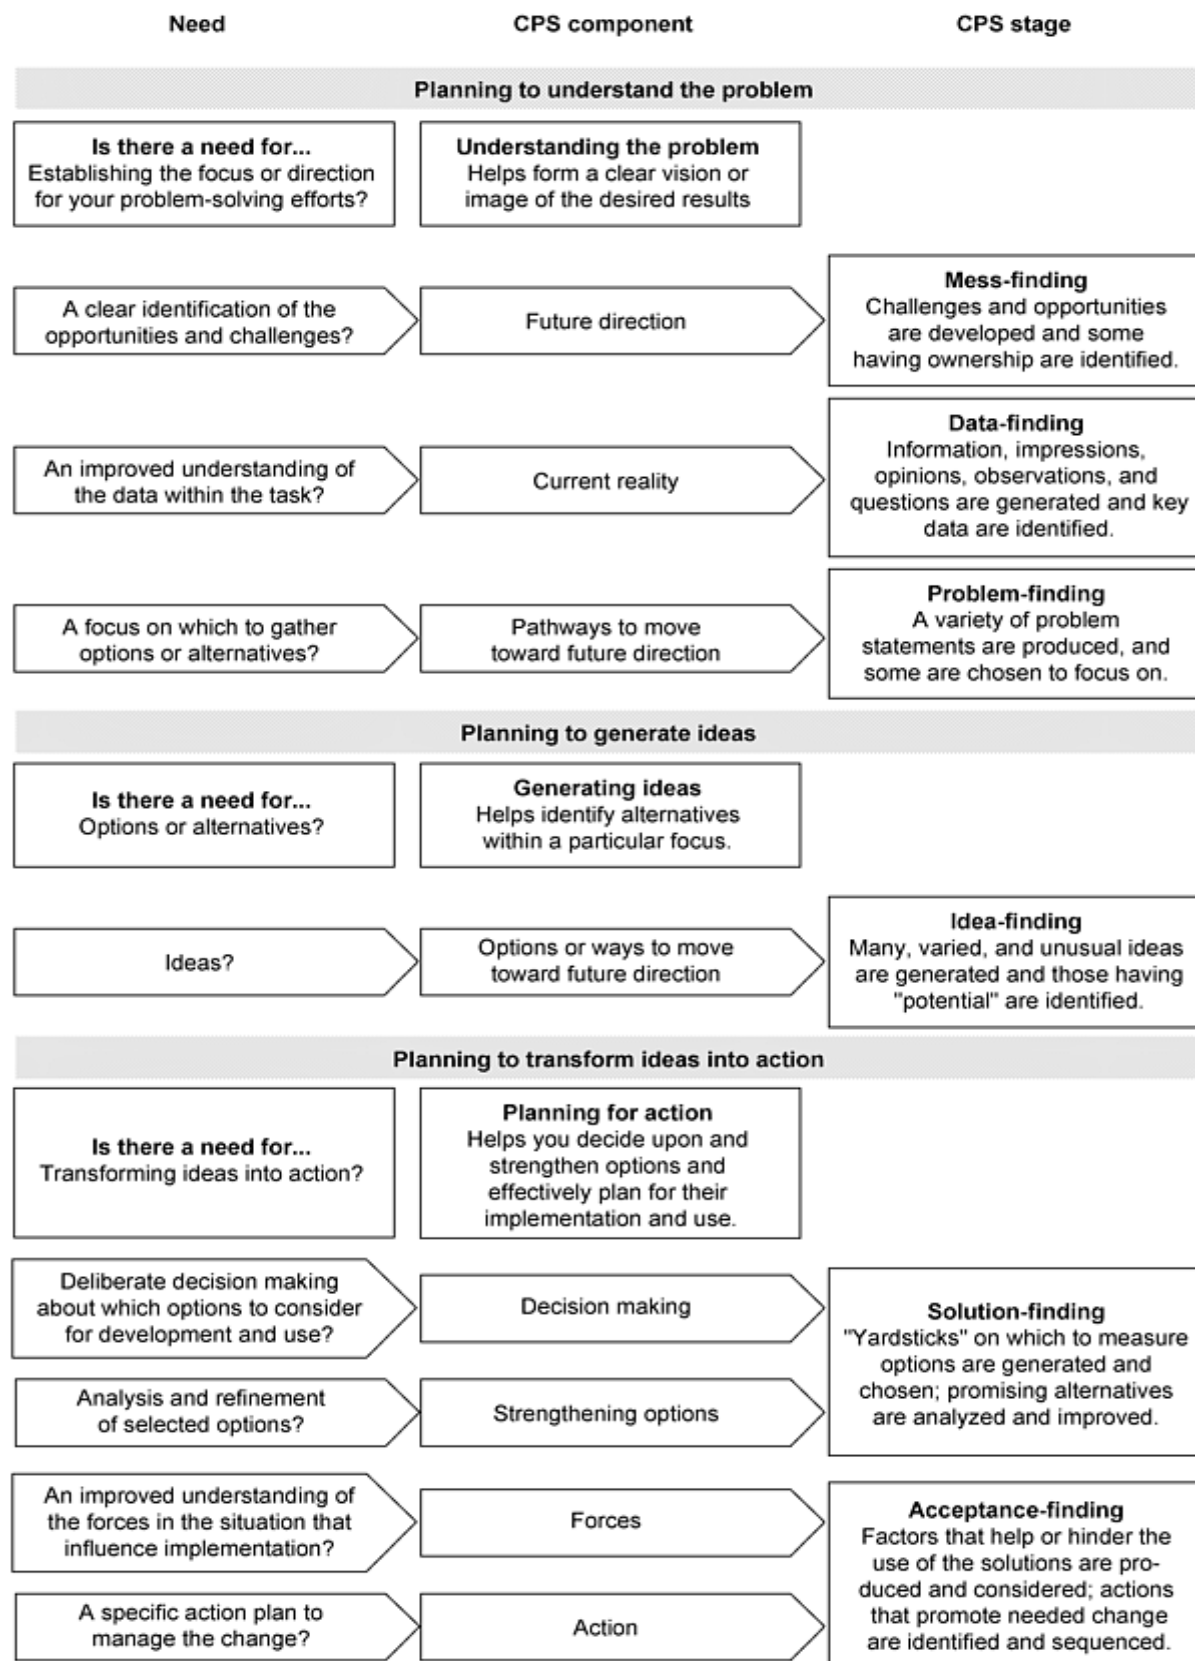 Need
CPS component
CPS stage
Planning to understand the problem
Is there a need for...
Establishing the focus or direction
for your problem-solving efforts?
Understanding the problem
Helps form a clear vision or
image of the desired results
A clear identification of the
opportunities and challenges?
Future direction
Mess-finding
Challenges and opportunities
are developed and some
having ownership are identified.
An improved understanding of
the data within the task?
Current reality
Data-finding
Information, impressions,
opinions, observations, and
questions are generated and key
data are identified.
A focus on which to gather
options or alternatives?
Pathways to move
toward future direction
Problem-finding
A variety of problem
statements are produced, and
some are chosen to focus on.
Planning to generate ideas
Is there a need for...
Options or alternatives?
Generating ideas
Helps identify alternatives
within a particular focus.
Ideas?
Options or ways to move
toward future direction
Idea-finding
Many, varied, and unusual ideas
are generated and those having
"potential" are identified.
Planning to transform ideas into action
Is there a need for...
Transforming ideas into action?
Planning for action
Helps you decide upon and
strengthen options and
effectively plan for their
implementation and use.
Deliberate decision making
about which options to consider
for development and use?
Decision making
Solution-finding
"Yardsticks" on which to measure
options are generated and
chosen; promising alternatives
are analyzed and improved.
Analysis and refinement
of selected options?
Strengthening options
An improved understanding of
the forces in the situation that
influence implementation?
Forces
Acceptance-finding
Factors that help or hinder the
use of the solutions are pro-
duced and considered; actions
that promote needed change
are identified and sequenced.
A specific action plan to
manage the change?
Action